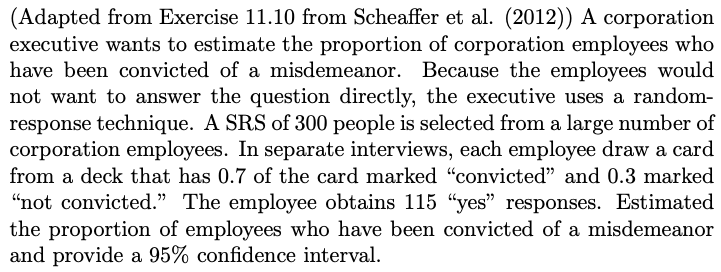 (Adapted from Exercise 11.10 from Scheaffer et al. (2012)) A corporation
executive wants to estimate the proportion of corporation employees who
have been convicted of a misdemeanor. Because the employees would
not want to answer the question directly, the executive uses a random-
response technique. A SRS of 300 people is selected from a large number of
corporation employees. In separate interviews, each employee draw a card
from a deck that has 0.7 of the card marked “convicted” and 0.3 marked
“not convicted.” The employee obtains 115 “yes” responses. Estimated
the proportion of employees who have been convicted of a misdemeanor
and provide a 95% confidence interval.